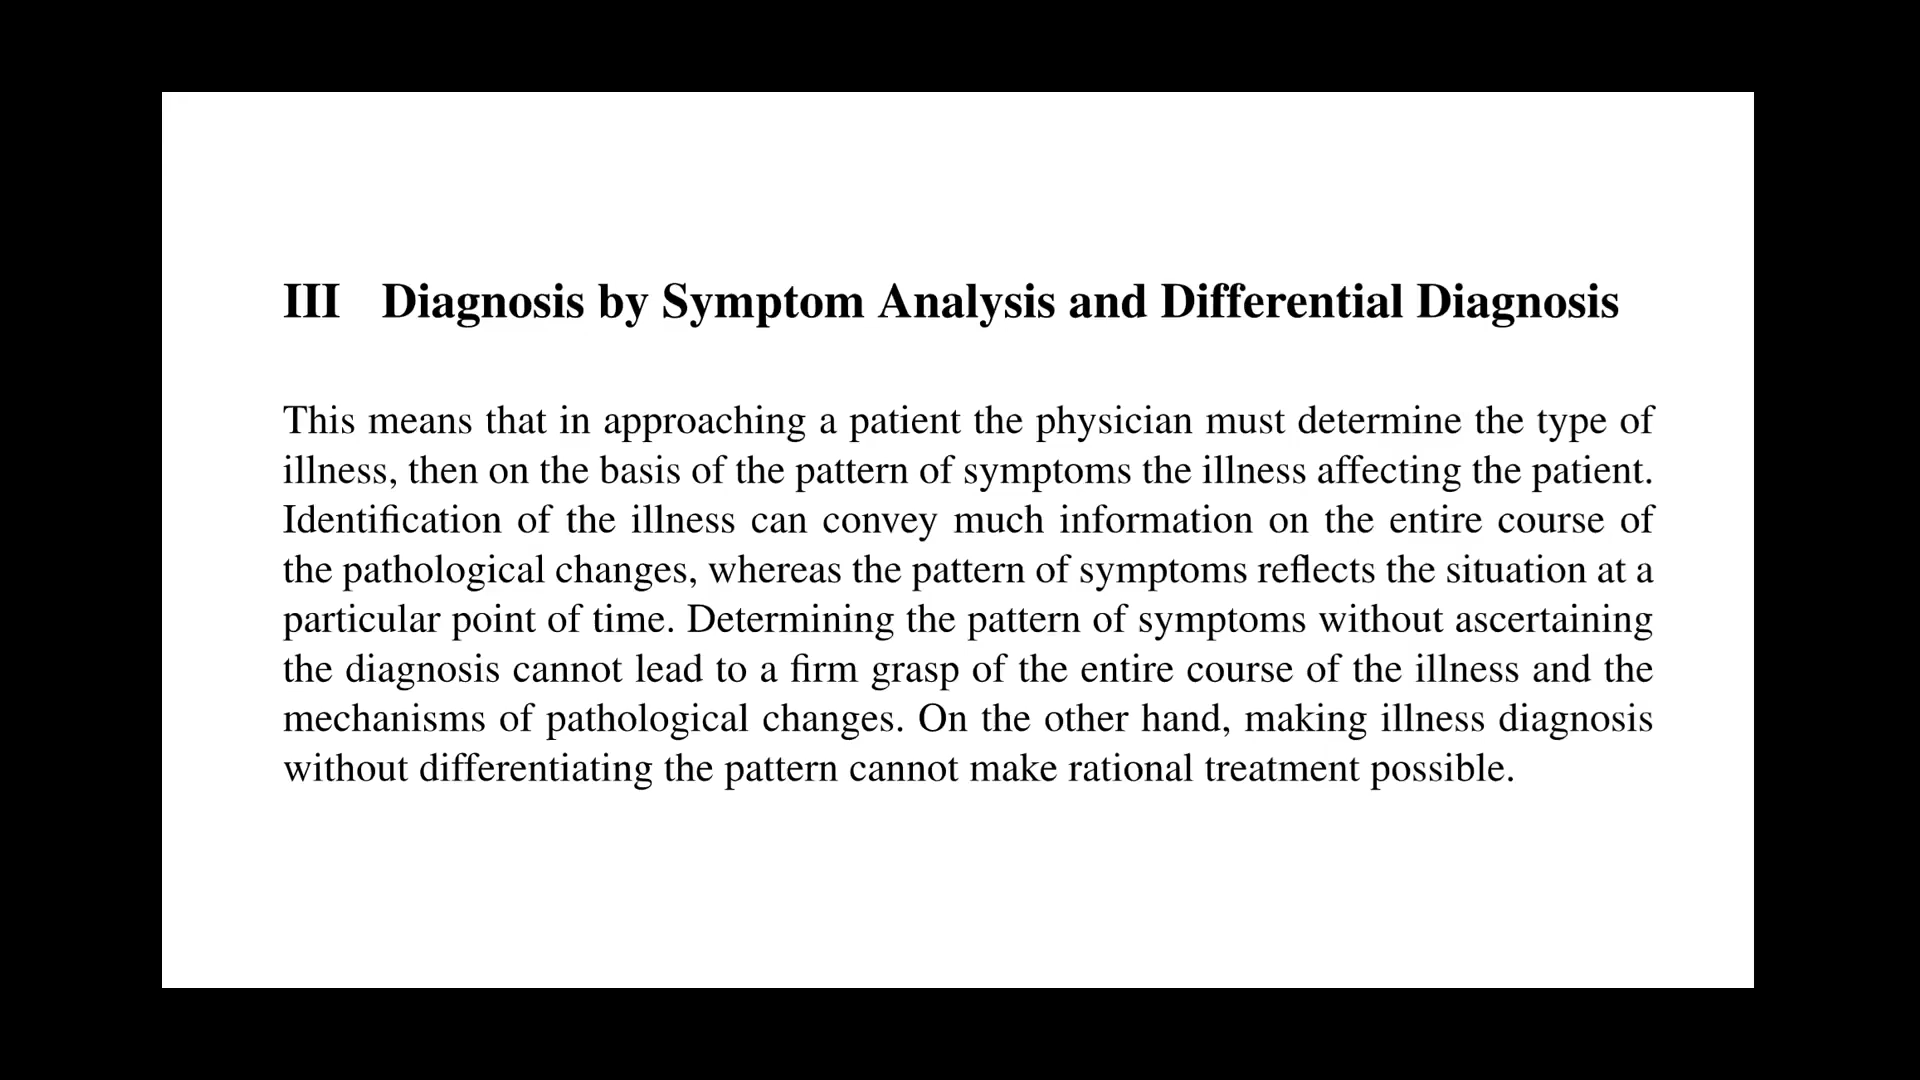 III Diagnosis by Symptom Analysis and Differential Diagnosis
This means that in approaching a patient the physician must determine the type of
illness, then on the basis of the pattern of symptoms the illness affecting the patient.
Identification of the illness can convey much information on the entire course of
the pathological changes, whereas the pattern of symptoms reflects the situation at a
particular point of time. Determining the pattern of symptoms without ascertaining
the diagnosis cannot lead to a firm grasp of the entire course of the illness and the
mechanisms of pathological changes. On the other hand, making illness diagnosis
without differentiating the pattern cannot make rational treatment possible.